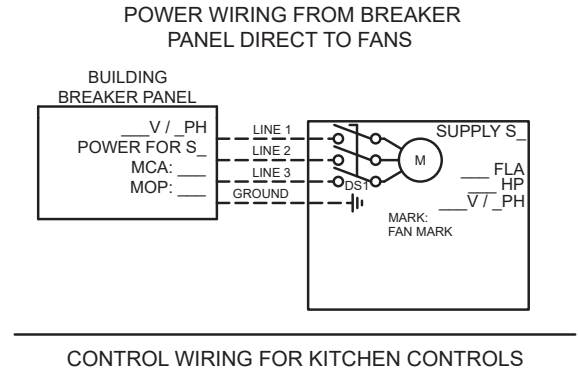 POWER WIRING FROM BREAKER
PANEL DIRECT TO FANS
BUILDING
BREAKER PANEL
___V / _PH
POWER FOR S_
MCA: ___
MOP: ___
LINE 1
LINE 2
LINE 3
GROUND
DS1
M
SUPPLY S_
___ FLA
___ HP
___V / _PH
MARK:
FAN MARK
CONTROL WIRING FOR KITCHEN CONTROLS